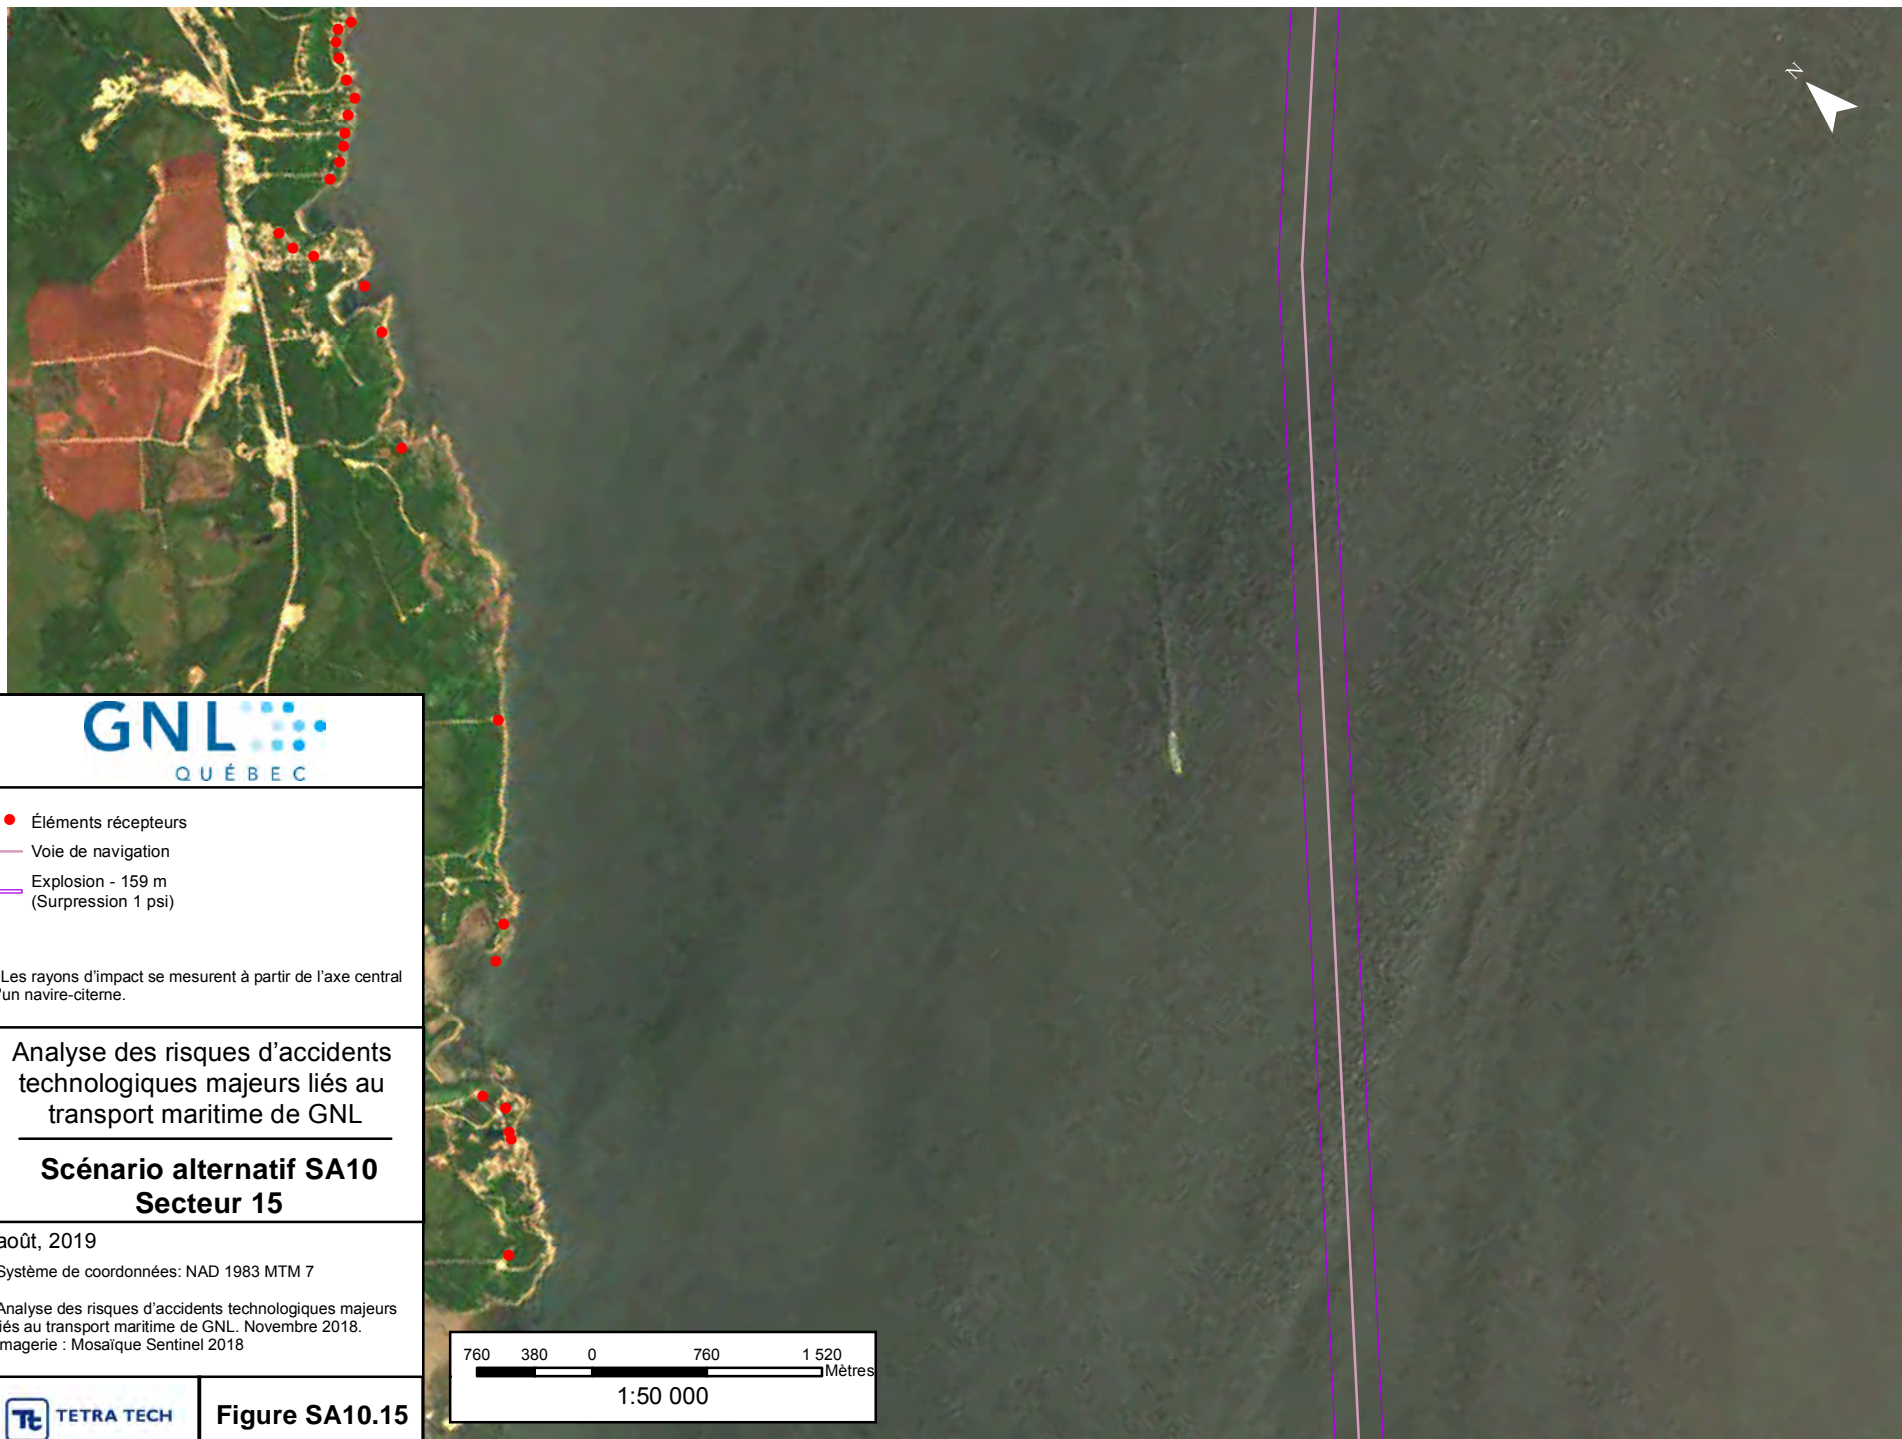 N
GNL
QUÉBEC
Éléments récepteurs
Voie de navigation
Explosion - 159 m
(Surpression 1 psi)
Les rayons d'impact se mesurent à partir de l'axe central
'un navire-citerne.
Analyse des risques d'accidents
technologiques majeurs liés au
transport maritime de GNL
Scénario alternatif SA10
Secteur 15
août, 2019
Système de coordonnées: NAD 1983 MTM 7
Analyse des risques d'accidents technologiques majeurs
iés au transport maritime de GNL. Novembre 2018.
magerie : Mosaïque Sentinel 2018
Tt TETRA TECH
Figure SA10.15
760 380 0 760 1 520
Mètres
1:50 000